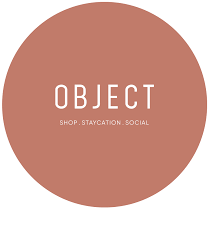 OBJECT
SHOP . STAYCATION . SOCIAL